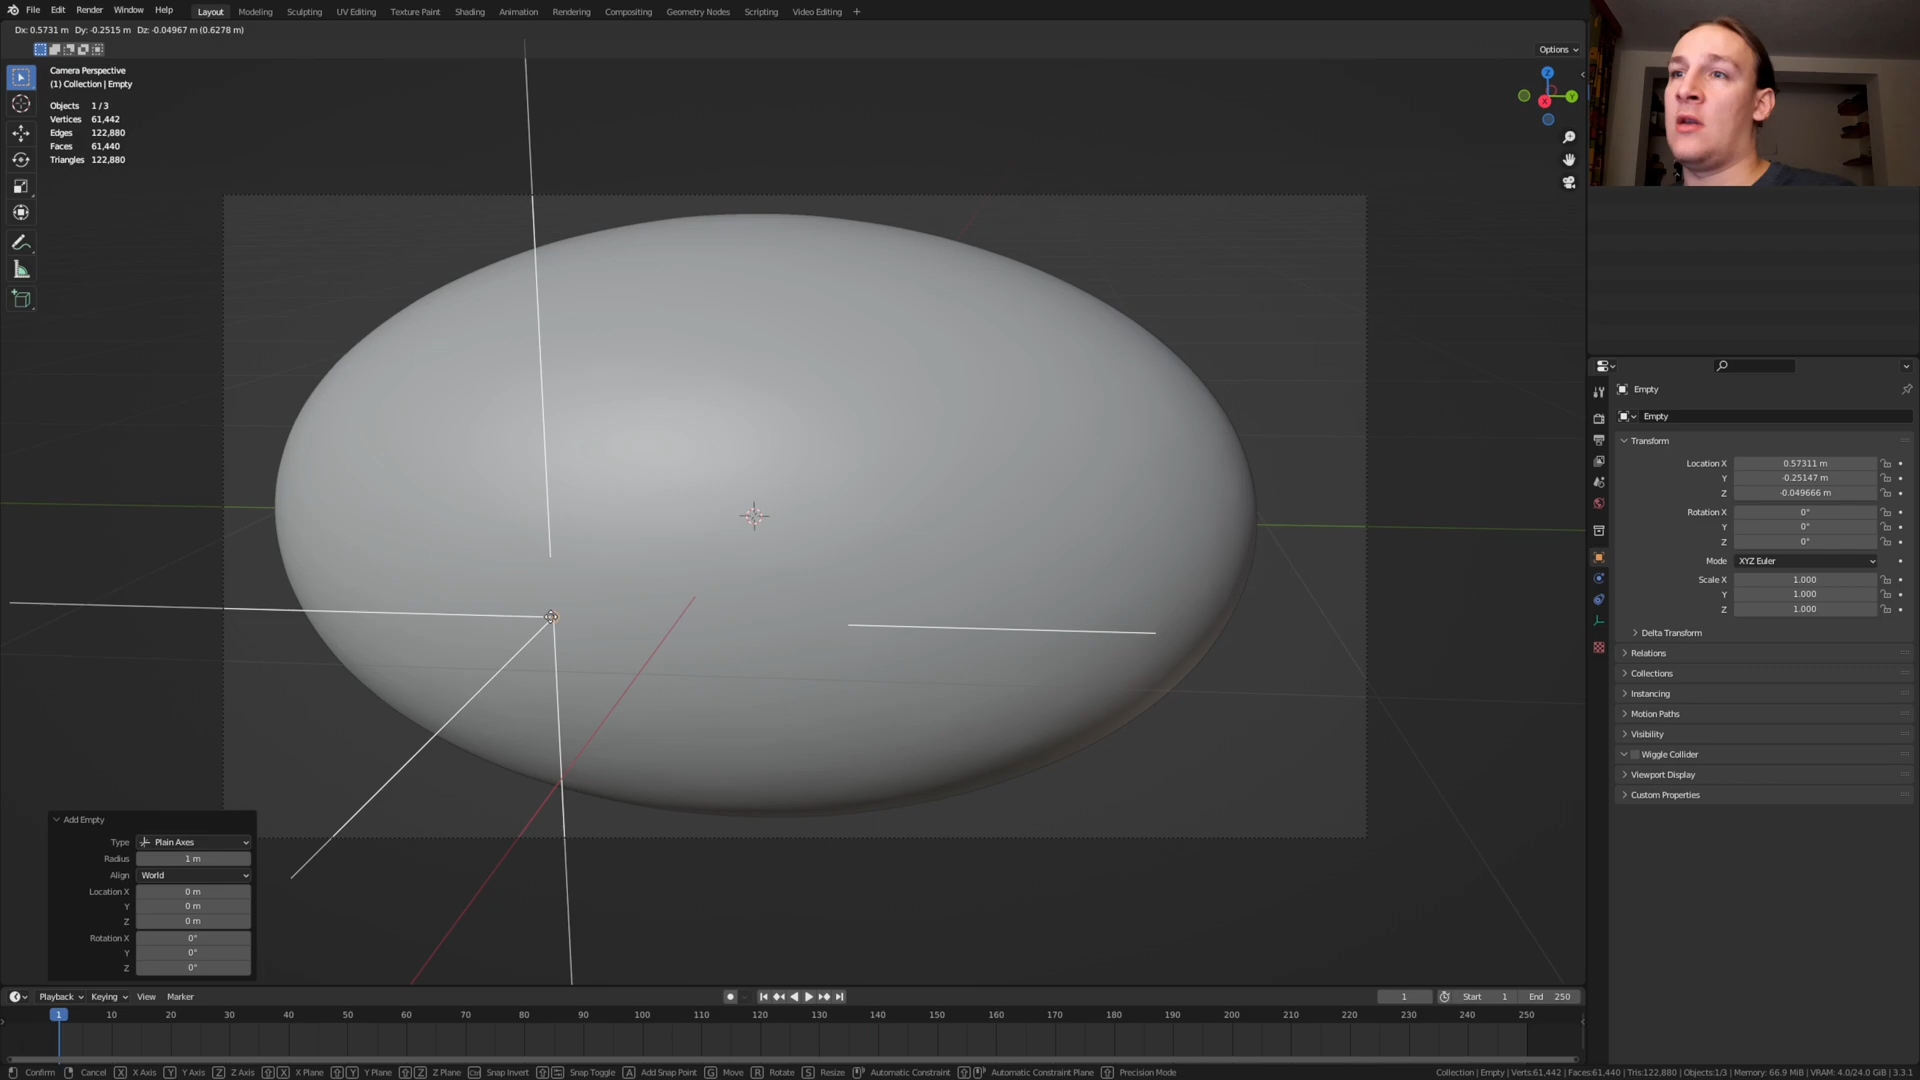 File Edit Render Window Help Layout Modeling Sculpting UV Editing Texture Paint Shading Animation Rendering Compositing Geometry Nodes Scripting Video Editing +
Dx: 0.5731 m Dy: -0.2515 m Dz: -0.04967 m (0.6278 m)
Options
Camera Perspective
(1) Collection | Empty
Objects 1 / 3
Vertices 61,442
Edges 122,880
Faces 61,440
Triangles 122,880
Z
Y
X
Empty
Empty
Transform
Location X 0.57311 m
Y -0.25147 m
Z -0.049666 m
Rotation X 0°
Y 0°
Z 0°
Mode XYZ Euler
Scale X 1.000
Y 1.000
Z 1.000
Delta Transform
Relations
Collections
Instancing
Motion Paths
Visibility
Wiggle Collider
Viewport Display
Custom Properties
Add Empty
Type Plain Axes
Radius 1 m
Align World
Location X 0 m
Y 0 m
Z 0 m
Rotation X 0°
Y 0°
Z 0°
Playback Keying View Marker 1 Start 1 End 250
1 10 20 30 40 50 60 70 80 90 100 110 120 130 140 150 160 170 180 190 200 210 220 230 240 250
Confirm Cancel X X Axis Y Y Axis Z Z Axis X X Plane Y Y Plane Z Z Plane Snap Invert Snap Toggle A Add Snap Point G Move R Rotate S Resize Automatic Constraint Automatic Constraint Plane Precision Mode Collection | Empty | Verts:61,442 | Faces:61,440 | Tris:122,880 | Objects:1/3 | Memory: 66.9 MiB | VRAM: 4.0/24.0 GiB | 3.3.1